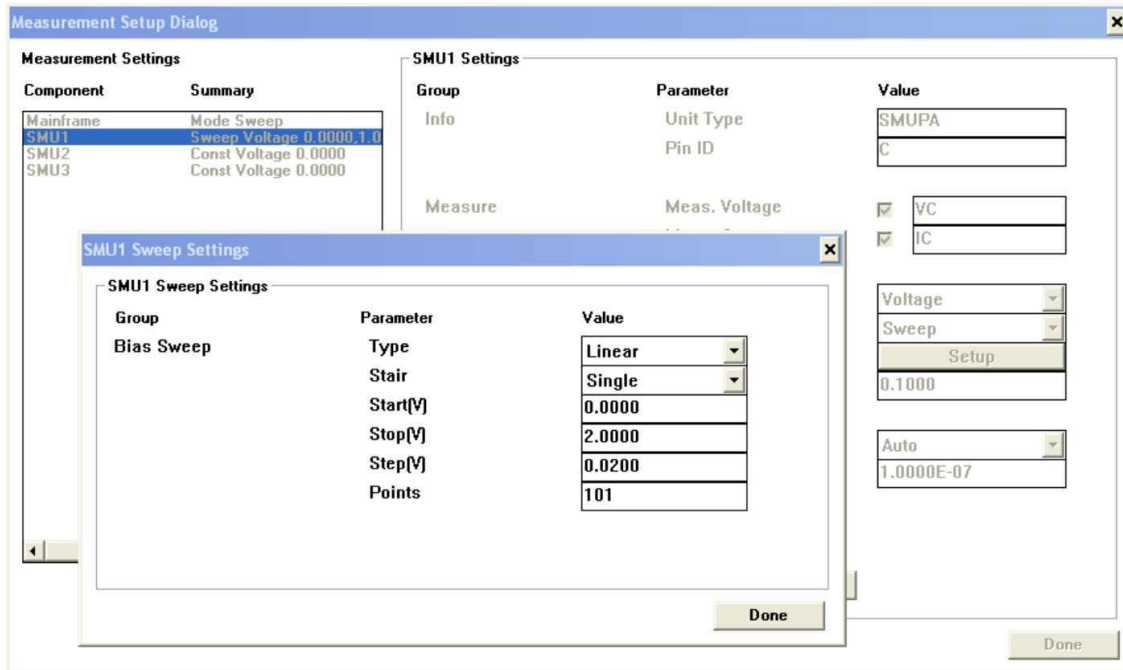 Measurement Setup Dialog
Measurement Settings
Component Summary
Mainframe Mode Sweep
SMU1 Sweep Voltage 0.0000,1.0
SMU2 Const Voltage 0.0000
SMU3 Const Voltage 0.0000
SMU1 Settings
Group Parameter Value
Info Unit Type SMUPA
Pin ID C
Measure Meas. Voltage VC
IC
Voltage
Sweep
Setup
0.1000
Auto
1.0000E-07
Done
SMU1 Sweep Settings
SMU1 Sweep Settings
Group Parameter Value
Bias Sweep Type Linear
Stair Single
Start(V) 0.0000
Stop(V) 2.0000
Step(V) 0.0200
Points 101
Done